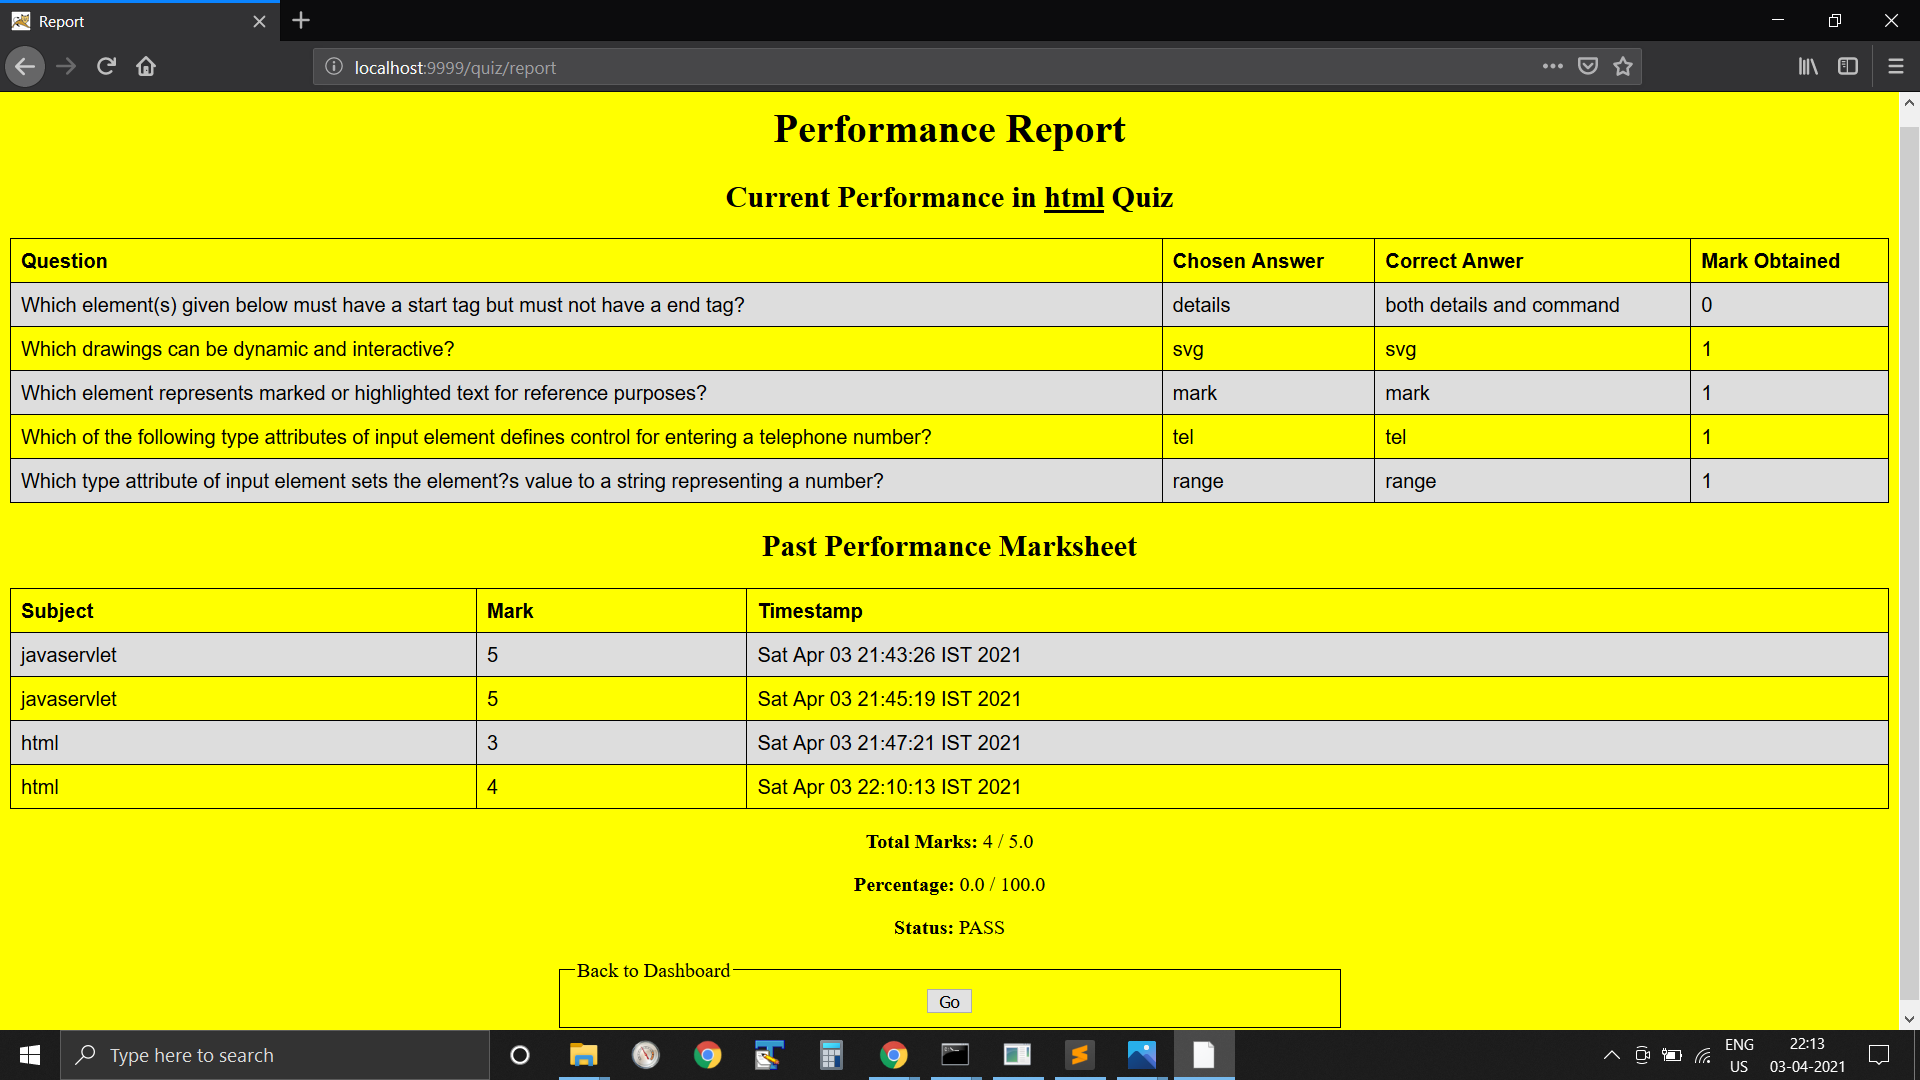 Report
localhost:9999/quiz/report
Performance Report
Current Performance in html Quiz
Question Chosen Answer Correct Anwer Mark Obtained
Which element(s) given below must have a start tag but must not have a end tag? details both details and command 0
Which drawings can be dynamic and interactive? svg svg 1
Which element represents marked or highlighted text for reference purposes? mark mark 1
Which of the following type attributes of input element defines control for entering a telephone number? tel tel 1
Which type attribute of input element sets the element?s value to a string representing a number? range range 1
Past Performance Marksheet
Subject Mark Timestamp
javaservlet 5 Sat Apr 03 21:43:26 IST 2021
javaservlet 5 Sat Apr 03 21:45:19 IST 2021
html 3 Sat Apr 03 21:47:21 IST 2021
html 4 Sat Apr 03 22:10:13 IST 2021
Total Marks: 4 / 5.0
Percentage: 0.0 / 100.0
Status: PASS
Back to Dashboard
Go
Type here to search
ENG 22:13
US 03-04-2021